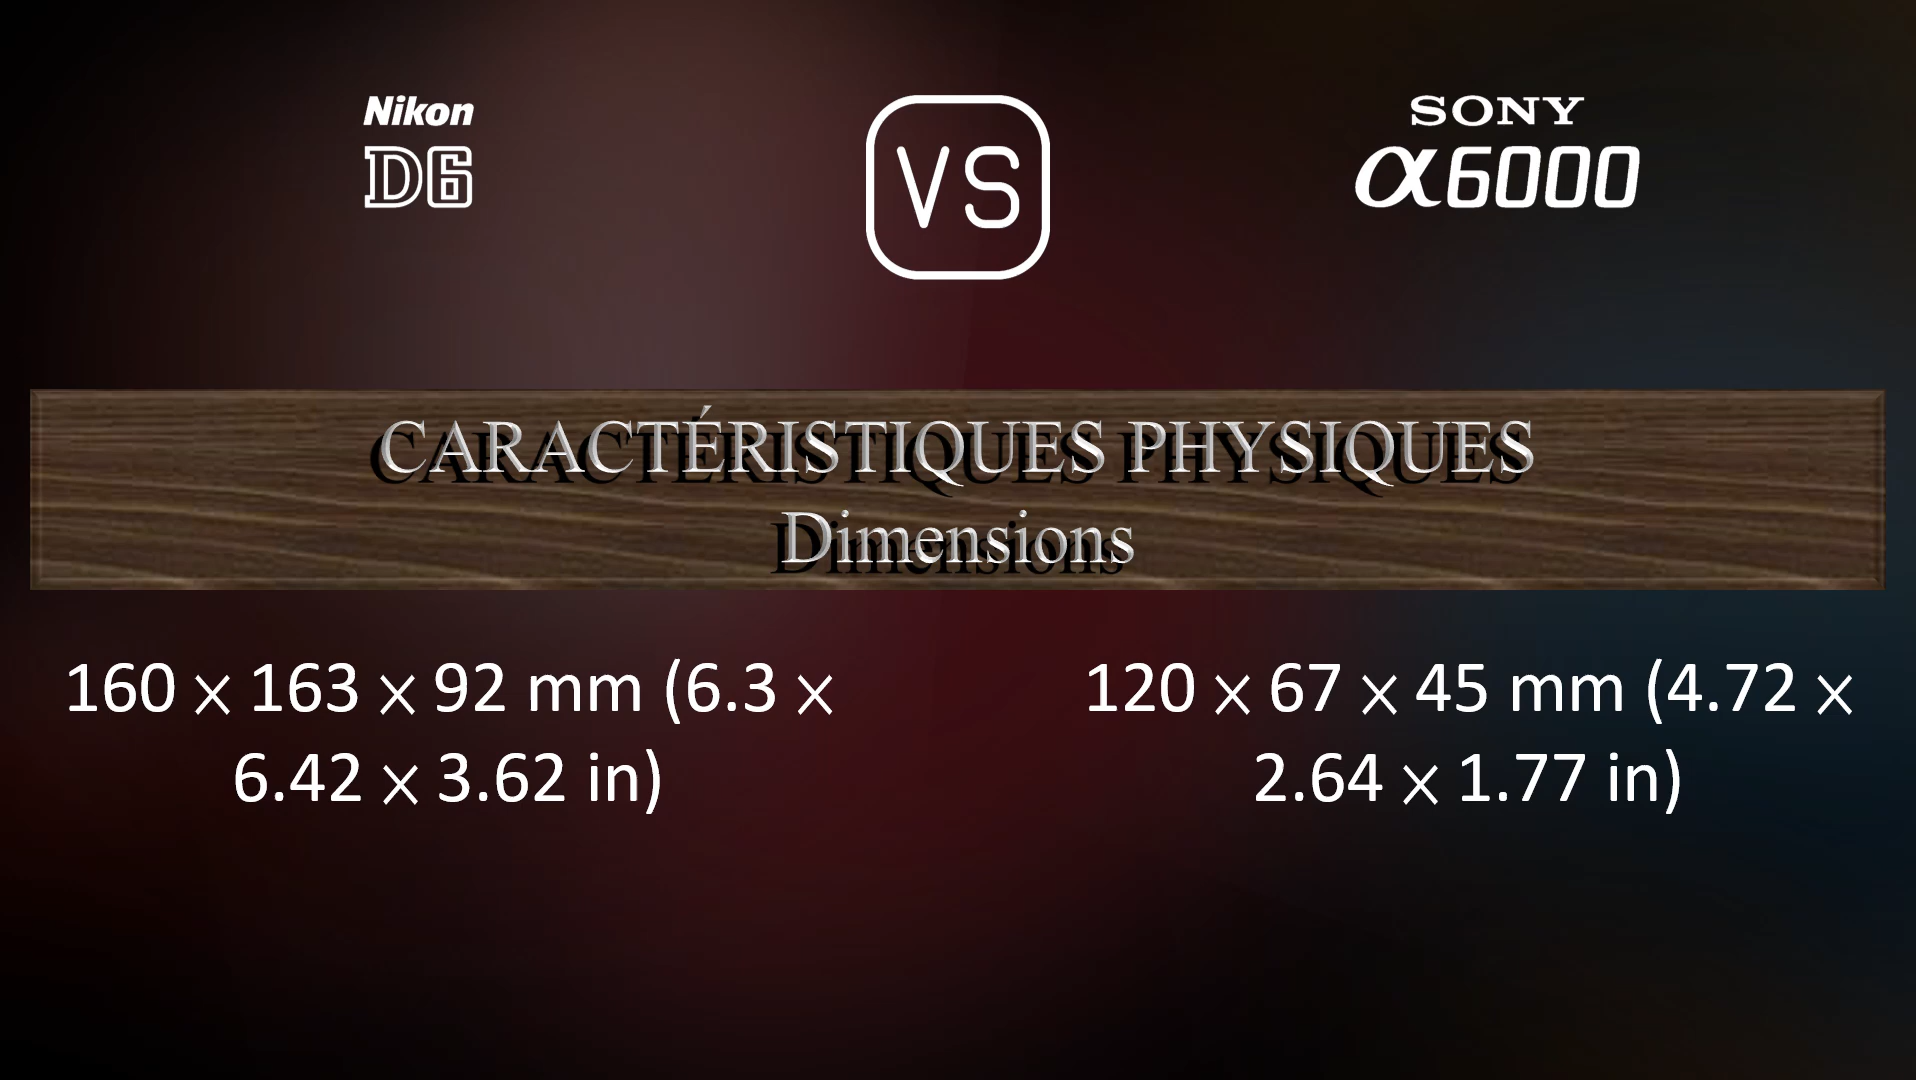 Nikon
D6
VS
SONY
α6000
CARACTÉRISTIQUES PHYSIQUES
Dimensions
160 x 163 x 92 mm (6.3 x
6.42 x 3.62 in)
120 x 67 x 45 mm (4.72 x
2.64 x 1.77 in)